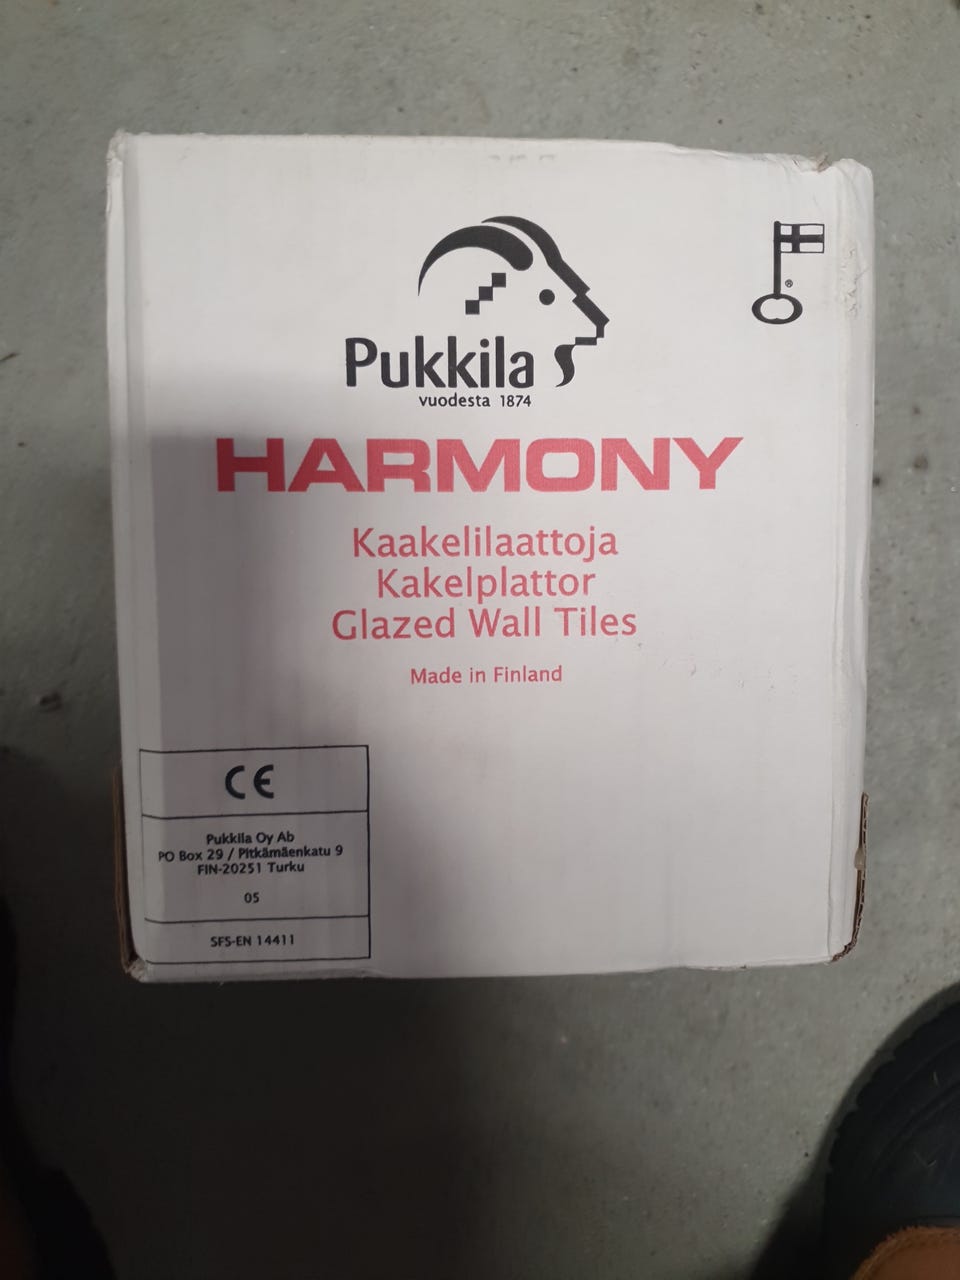 Pukkila
vuodesta 1874
®
HARMONY
Kaakelilaattoja
Kakelplattor
Glazed Wall Tiles
Made in Finland
CE
Pukkila Oy Ab
PO Box 29 / Pitkämäenkatu 9
FIN-20251 Turku
05
SFS-EN 14411